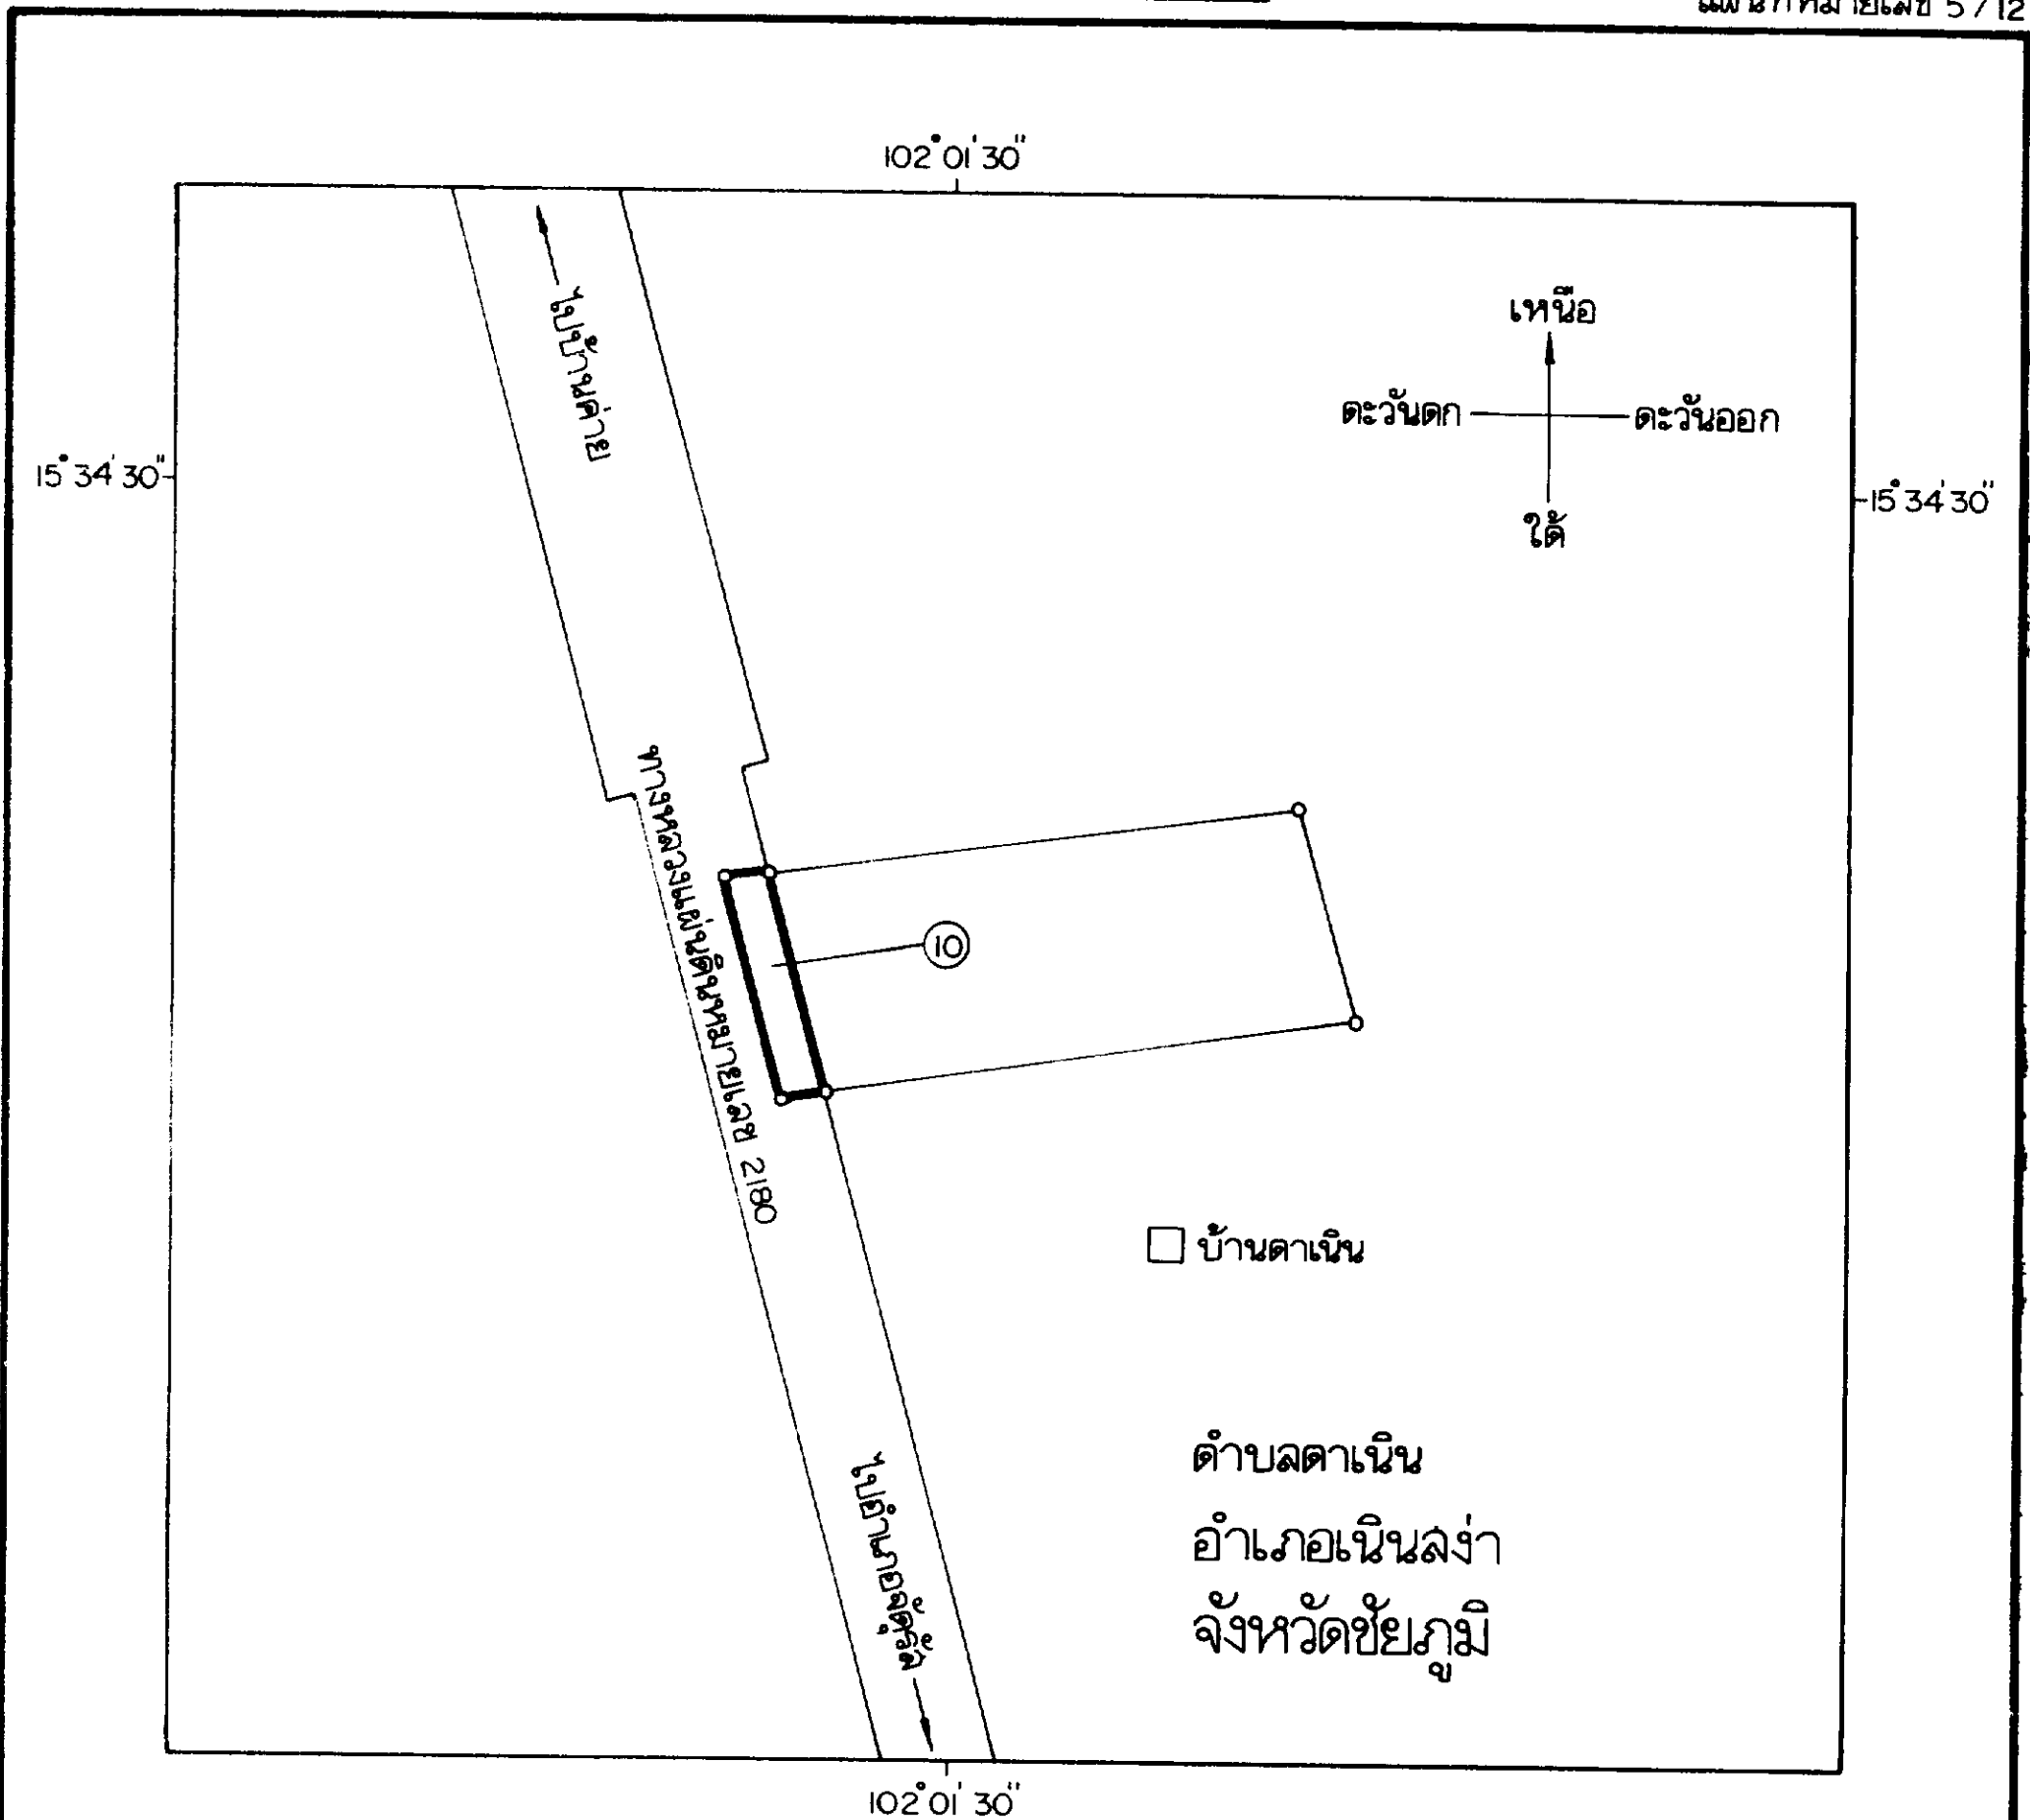 แผนที่หมายเลข 5/12
102°01'30"
เหนือ
ตะวันตก
ตะวันออก
ใต้
15°34'30"
15°34'30"
ไปบ้านค่าย
ทางหลวงแผ่นดินหมายเลข 2180
10
บ้านตาเนิน
ตำบลตาเนิน
อำเภอเนินสง่า
จังหวัดชัยภูมิ
ไปอำเภอจัตุรัส
102°01'30"